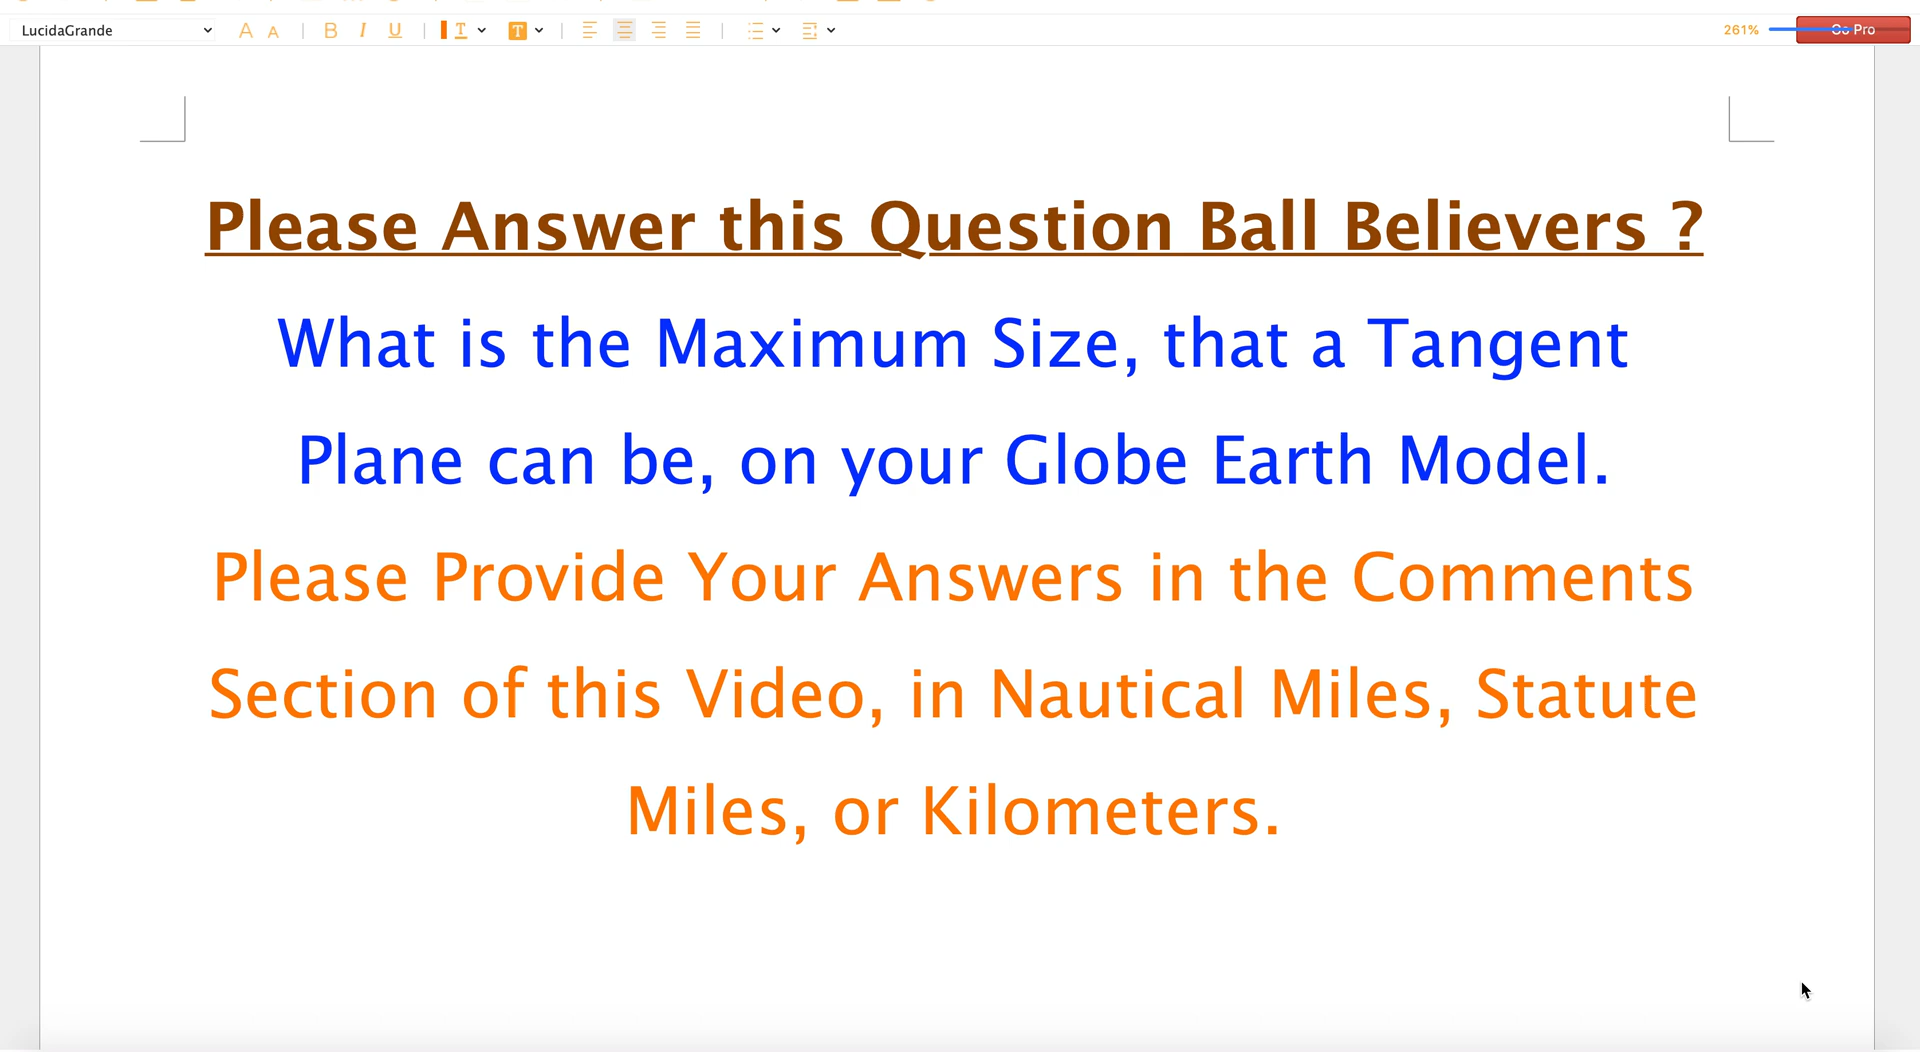 LucidaGrande
261%
Go Pro
Please Answer this Question Ball Believers ?
What is the Maximum Size, that a Tangent
Plane can be, on your Globe Earth Model.
Please Provide Your Answers in the Comments
Section of this Video, in Nautical Miles, Statute
Miles, or Kilometers.